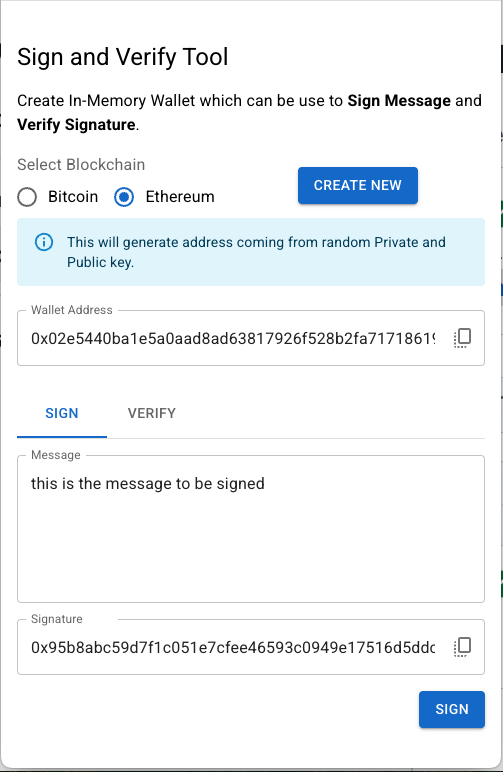 Sign and Verify Tool
Create In-Memory Wallet which can be use to Sign Message and
Verify Signature.
Select Blockchain
Bitcoin
Ethereum
CREATE NEW
This will generate address coming from random Private and
Public key.
Wallet Address
0x02e5440ba1e5a0aad8ad63817926f528b2fa71718619
SIGN
VERIFY
Message
this is the message to be signed
Signature
0x95b8abc59d7f1c051e7cfee46593c0949e17516d5ddc
SIGN